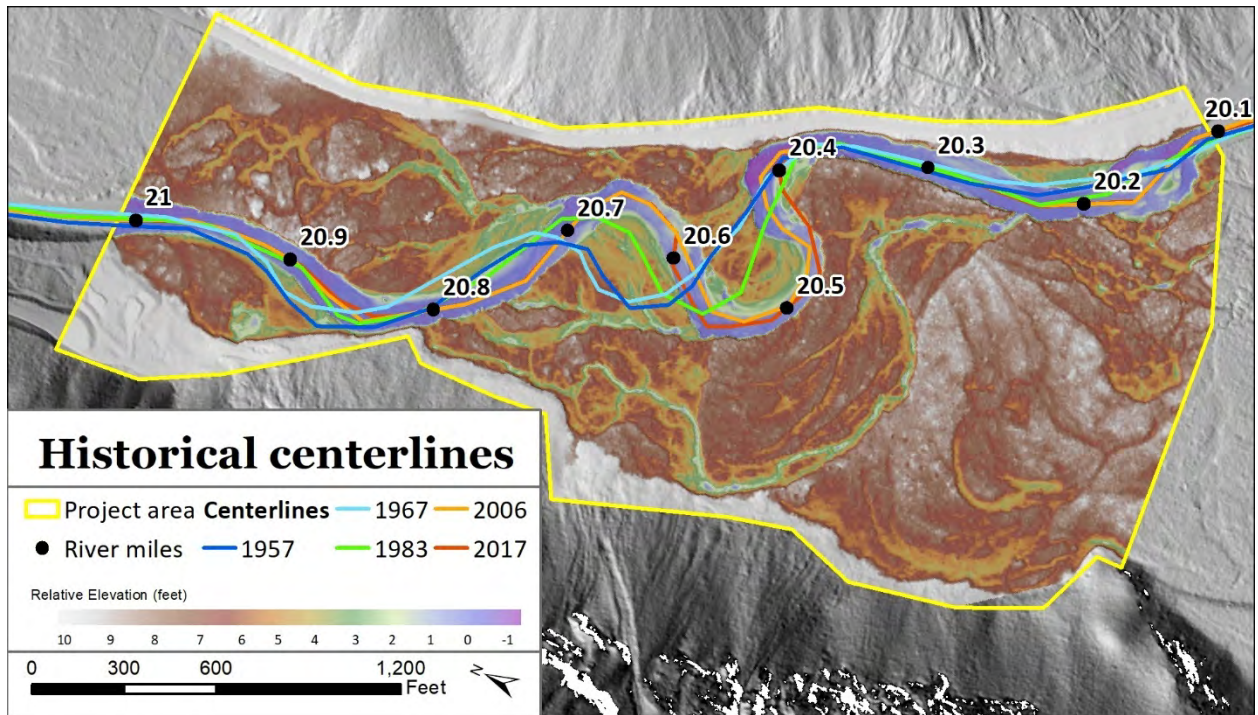 20.1
20.4
20.3
20.2
21
20.7
20.9
20.6
20.8
20.5
Historical centerlines
Project area Centerlines 1967 2006
River miles 1957 1983 2017
Relative Elevation (feet)
10 9 8 7 6 5 4 3 2 1 0 -1
0 300 600 1,200
Feet
N